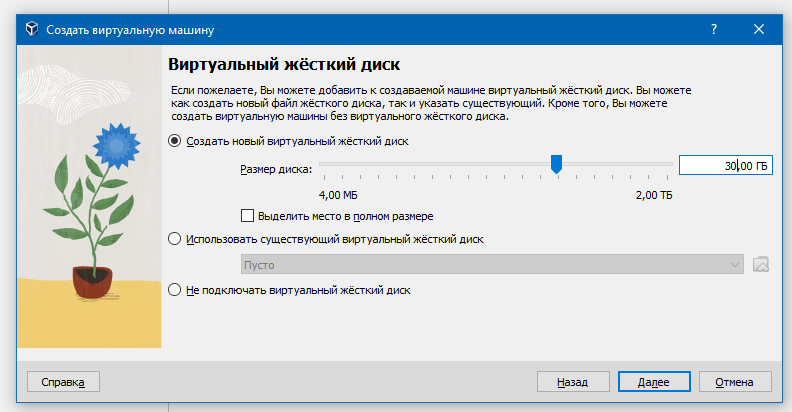 Создать виртуальную машину
Виртуальный жёсткий диск
Если пожелаете, Вы можете добавить к создаваемой машине виртуальный жёсткий диск. Вы можете
как создать новый файл жёсткого диска, так и указать существующий. Кроме того, Вы можете
создать виртуальную машины без виртуального жёсткого диска.
Создать новый виртуальный жёсткий диск
Размер диска:
30,00 ГБ
4,00 МБ
2,00 ТБ
Выделить место в полном размере
Использовать существующий виртуальный жёсткий диск
Пусто
Не подключать виртуальный жёсткий диск
Справка
Назад
Далее
Отмена